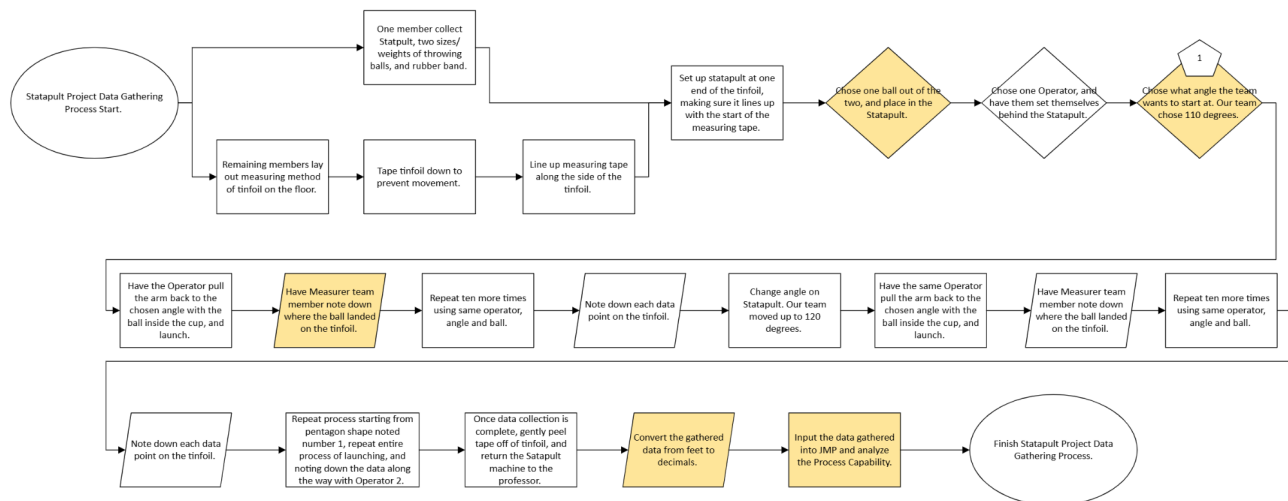 One member collect
Statpult, two sizes/
weights of throwing
balls, and rubber band.
Statapult Project Data Gathering
Process Start.
Remaining members lay
out measuring method
of tinfoil on the floor.
Tape tinfoil down to
prevent movement.
Line up measuring tape
along the side of the
tinfoil.
Set up statapult at one
end of the tinfoil,
making sure it lines up
with the start of the
measuring tape.
Chose one ball out of the
two, and place in the
Statapult.
Chose one Operator, and
have them set themselves
behind the Statapult.
1
Chose what angle the team
wants to start at. Our team
chose 110 degrees.
Have the Operator pull
the arm back to the
chosen angle with the
ball inside the cup, and
launch.
Have Measurer team
member note down
where the ball landed
on the tinfoil.
Repeat ten more times
using same operator,
angle and ball.
Note down each data
point on the tinfoil.
Change angle on
Statapult. Our team
moved up to 120
degrees.
Have the same Operator
pull the arm back to the
chosen angle with the
ball inside the cup, and
launch.
Have Measurer team
member note down
where the ball landed
on the tinfoil.
Repeat ten more times
using same operator,
angle and ball.
Note down each data
point on the tinfoil.
Repeat process starting from
pentagon shape noted
number 1, repeat entire
process of launching, and
noting down the data along
the way with Operator 2.
Once data collection is
complete, gently peel
tape off of tinfoil, and
return the Satapult
machine to the
professor.
Convert the gathered
data from feet to
decimals.
Input the data gathered
into JMP and analyze
the Process Capability.
Finish Statapult Project Data
Gathering Process.